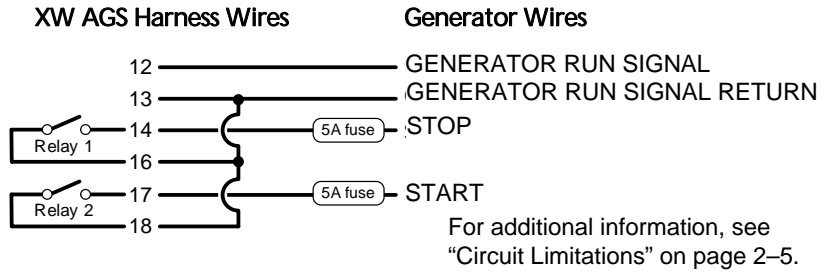 XW AGS Harness Wires Generator Wires
12 GENERATOR RUN SIGNAL
13 GENERATOR RUN SIGNAL RETURN
14 5A fuse STOP
Relay 1
16
17 5A fuse START
Relay 2
18
For additional information, see
“Circuit Limitations” on page 2–5.